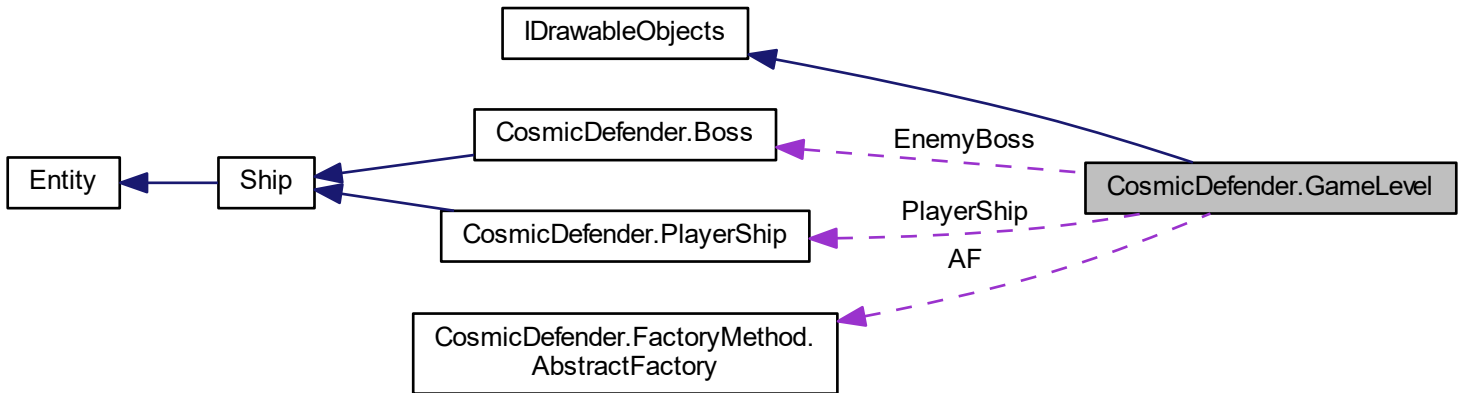 IDrawableObjects
CosmicDefender.Boss
EnemyBoss
Entity
Ship
CosmicDefender.GameLevel
CosmicDefender.PlayerShip
PlayerShip
AF
CosmicDefender.FactoryMethod.
AbstractFactory